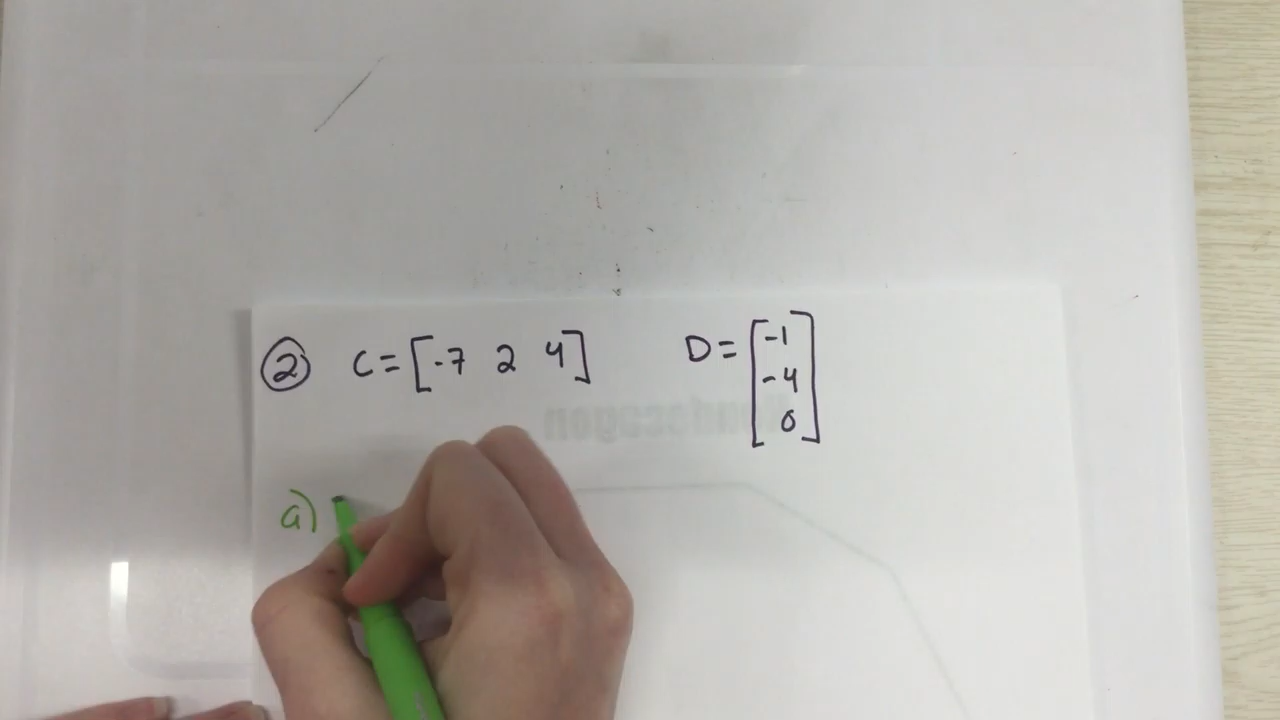 ② C = [-7 2 4] D = [-1
-4
0]
a)